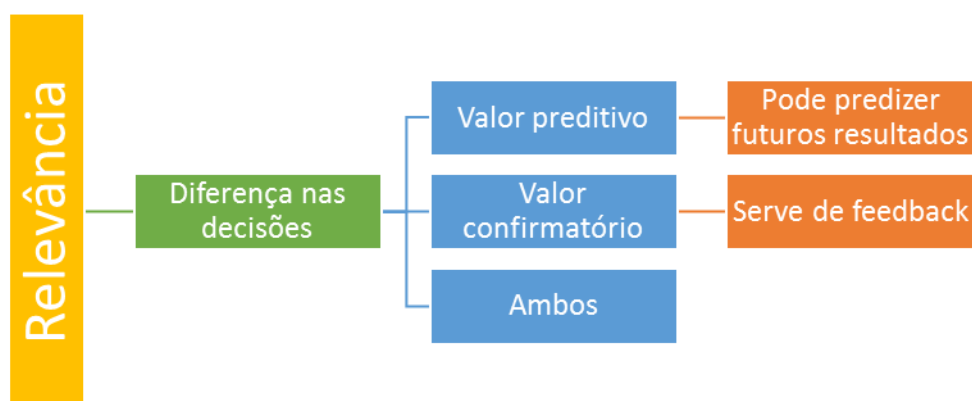 Relevância
Diferença nas
decisões
Valor preditivo
Pode predizer
futuros resultados
Valor
confirmatório
Serve de feedback
Ambos